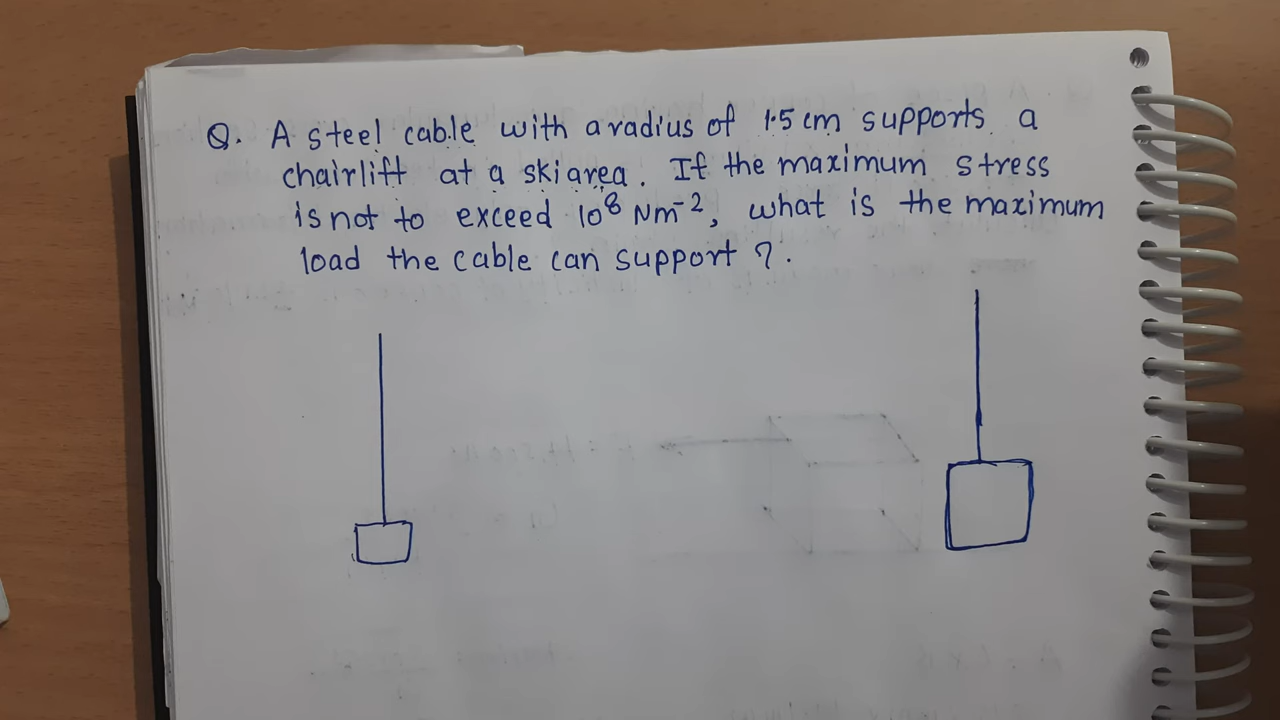 Q. A steel cable with a radius of 1.5 cm supports a
chairlift at a ski area. If the maximum stress
is not to exceed 10⁸ Nm⁻², what is the maximum
load the cable can support ?.